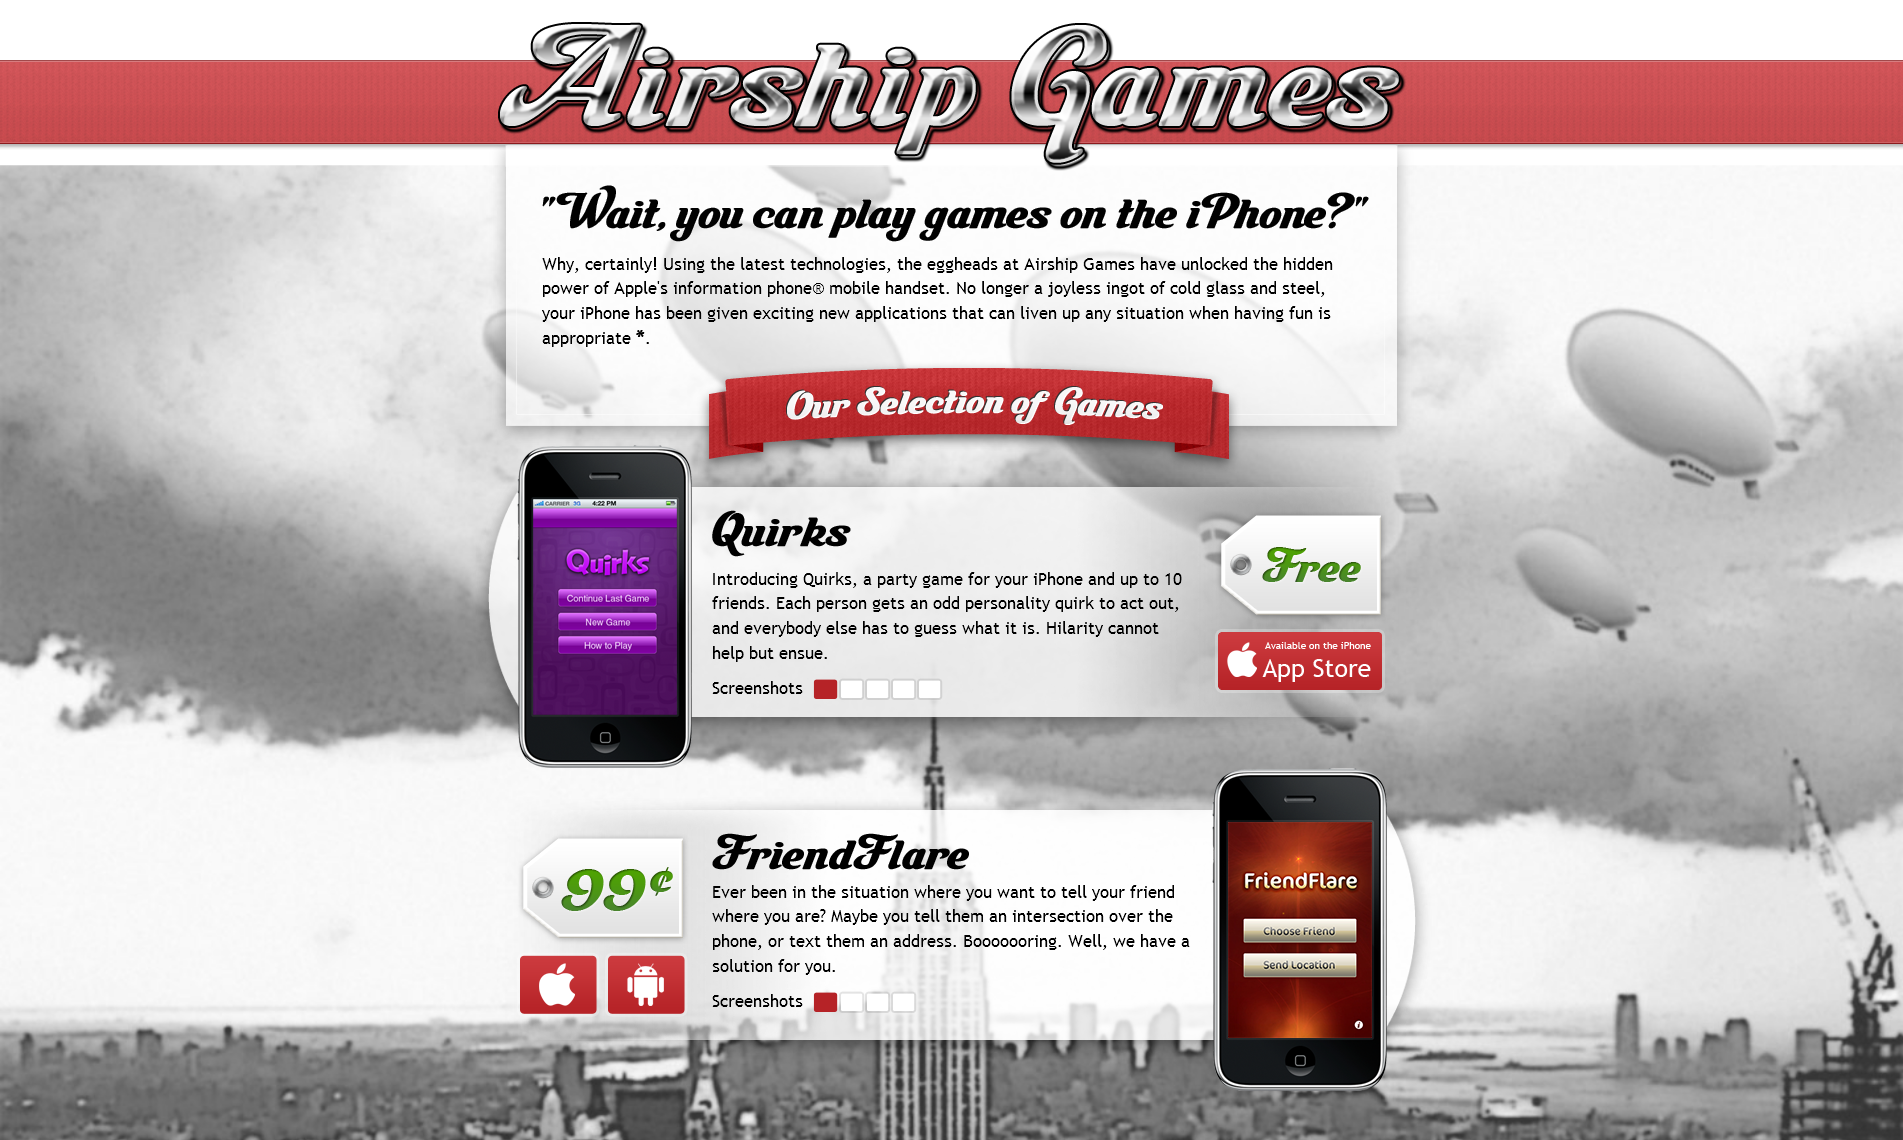 Airship Games
"Wait, you can play games on the iPhone?"
Why, certainly! Using the latest technologies, the eggheads at Airship Games have unlocked the hidden
power of Apple's information phone® mobile handset. No longer a joyless ingot of cold glass and steel,
your iPhone has been given exciting new applications that can liven up any situation when having fun is
appropriate *.
Our Selection of Games
CARRIER 3G 4:22 PM
Quirks
Continue Last Game
New Game
How to Play
Quirks
Introducing Quirks, a party game for your iPhone and up to 10
friends. Each person gets an odd personality quirk to act out,
and everybody else has to guess what it is. Hilarity cannot
help but ensue.
Screenshots
Free
Available on the iPhone
App Store
99¢
FriendFlare
Ever been in the situation where you want to tell your friend
where you are? Maybe you tell them an intersection over the
phone, or text them an address. Booooooring. Well, we have a
solution for you.
Screenshots
FriendFlare
Choose Friend
Send Location
i